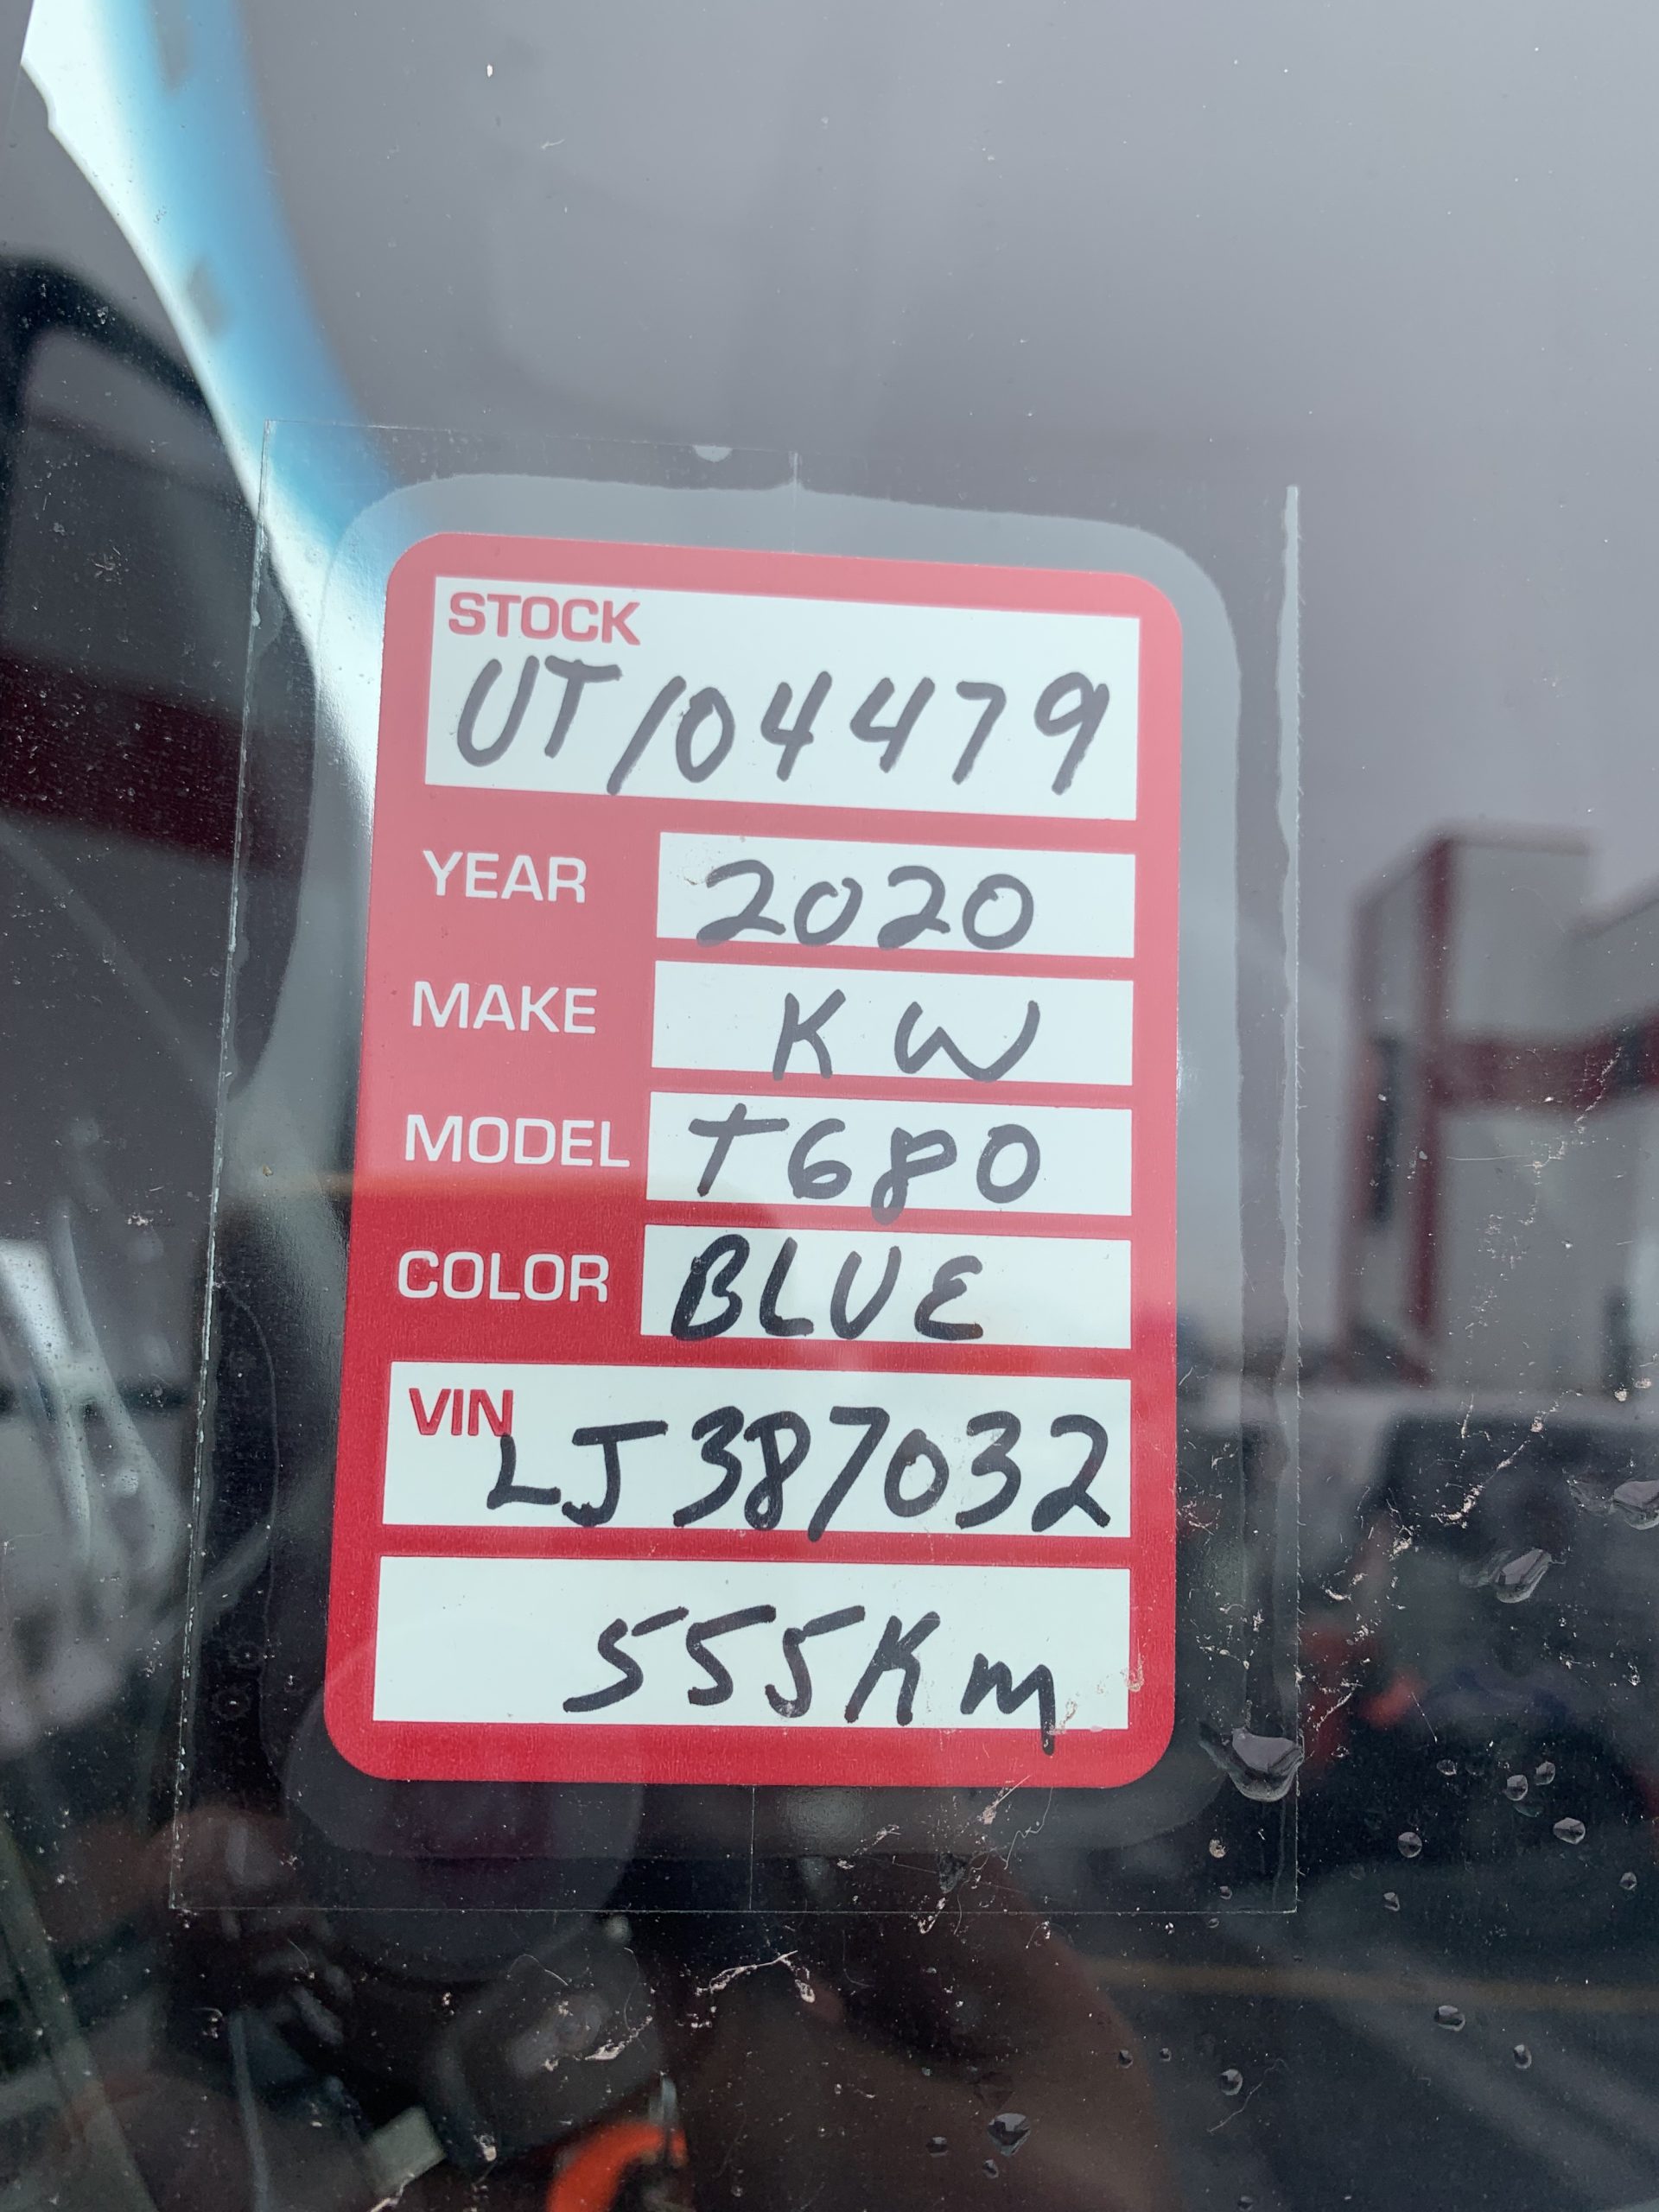 STOCK
UT104479
YEAR 2020
MAKE KW
MODEL T680
COLOR BLUE
VIN LJ387032
555Km